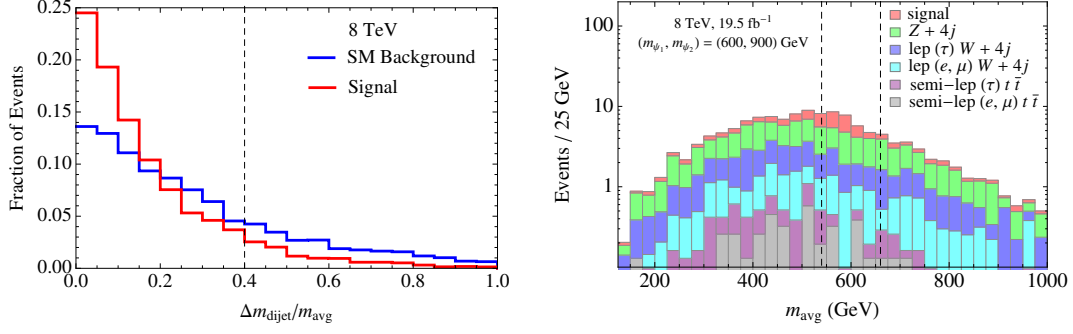 0.25
0.20
0.15
0.10
0.05
0.00
Fraction of Events
8 TeV
SM Background
Signal
0.0 0.2 0.4 0.6 0.8 1.0
Δm_dijet/m_avg
100
10
1
Events / 25 GeV
8 TeV, 19.5 fb⁻¹
(m_ψ₁, m_ψ₂) = (600, 900) GeV
signal
Z + 4j
lep (τ) W + 4j
lep (e, μ) W + 4j
semi−lep (τ) t t̄
semi−lep (e, μ) t t̄
200 400 600 800 1000
m_avg (GeV)